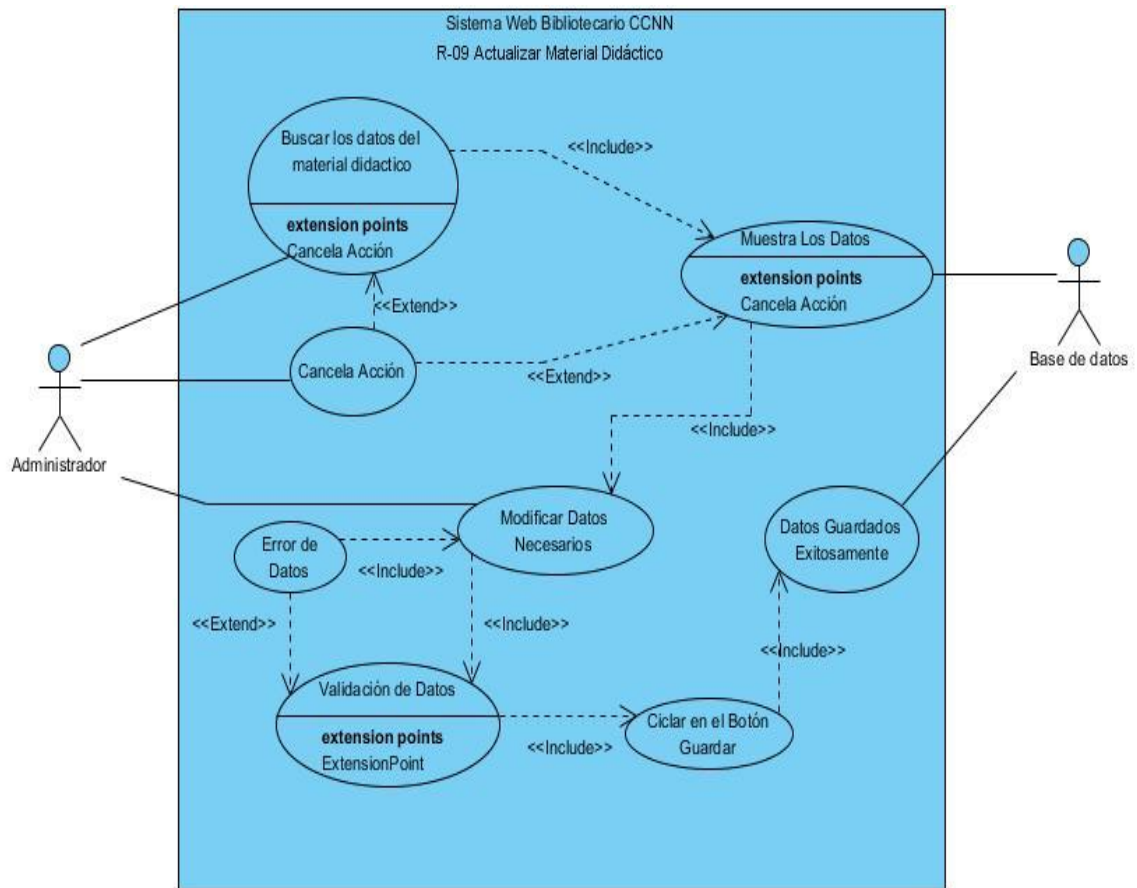 Sistema Web Bibliotecario CCNN
R-09 Actualizar Material Didáctico
Buscar los datos del
material didactico
extension points
Cancela Acción
<<Include>>
Muestra Los Datos
extension points
Cancela Acción
<<Extend>>
Cancela Acción
<<Extend>>
Base de datos
Administrador
<<Include>>
Modificar Datos
Necesarios
Datos Guardados
Exitosamente
Error de
Datos
<<Include>>
<<Extend>>
<<Include>>
<<Include>>
Validación de Datos
extension points
ExtensionPoint
<<Include>>
Ciclar en el Botón
Guardar